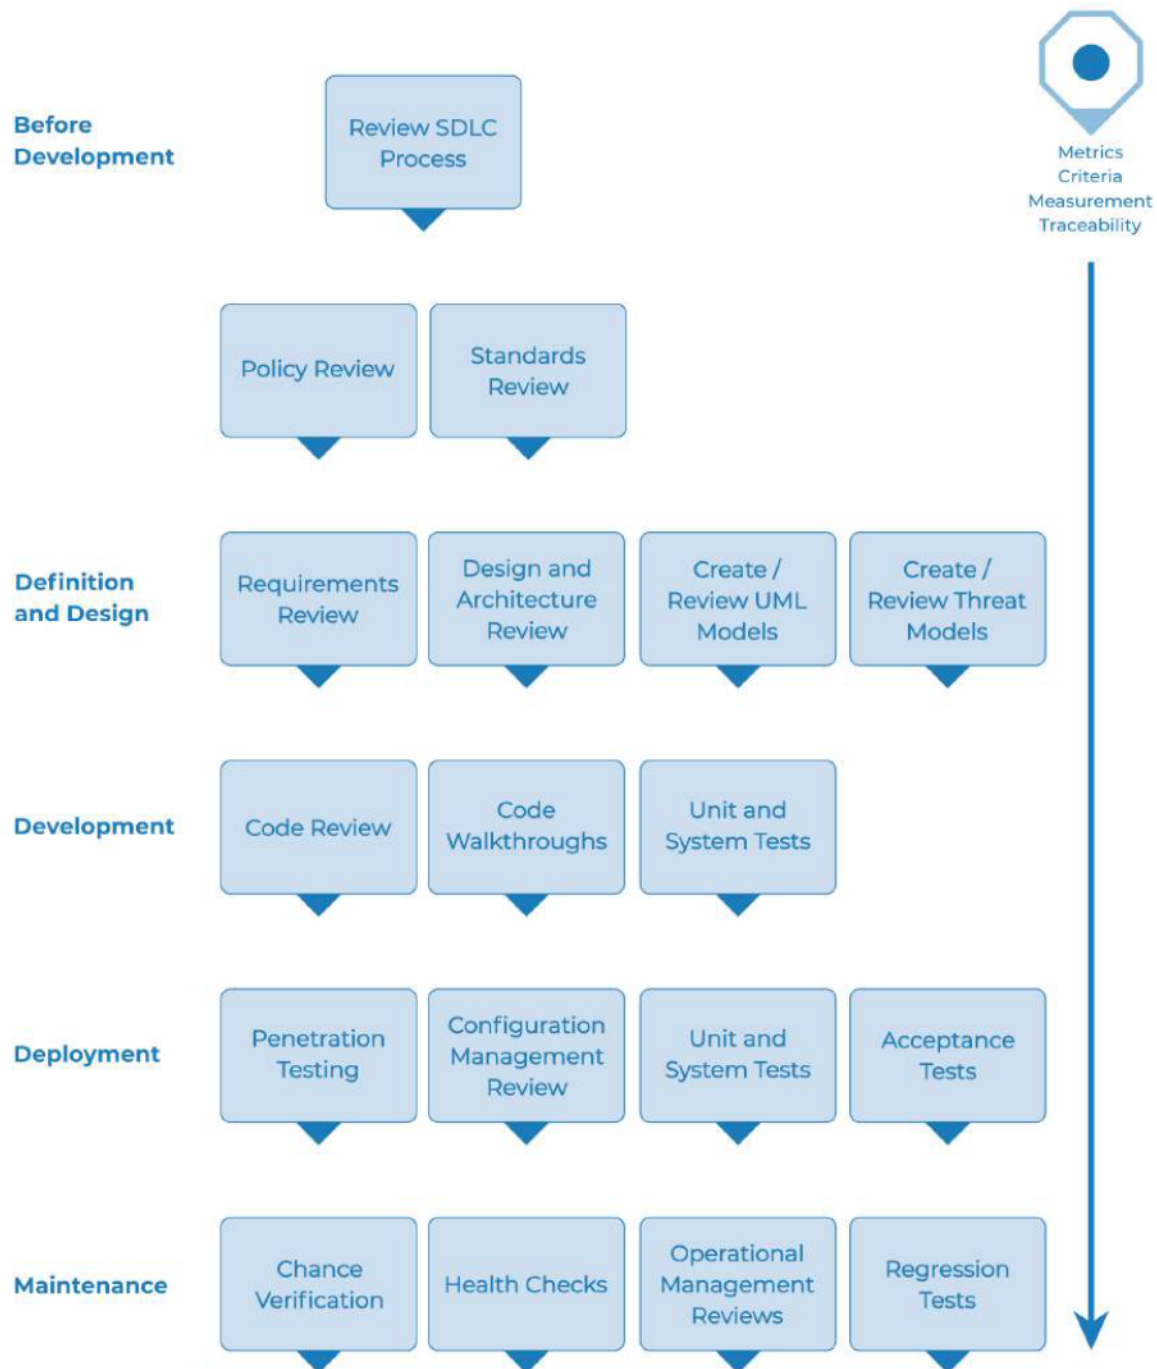 Before
Development
Review SDLC
Process
Metrics
Criteria
Measurement
Traceability
Policy Review
Standards
Review
Definition
and Design
Requirements
Review
Design and
Architecture
Review
Create /
Review UML
Models
Create /
Review Threat
Models
Development
Code Review
Code
Walkthroughs
Unit and
System Tests
Deployment
Penetration
Testing
Configuration
Management
Review
Unit and
System Tests
Acceptance
Tests
Maintenance
Chance
Verification
Health Checks
Operational
Management
Reviews
Regression
Tests